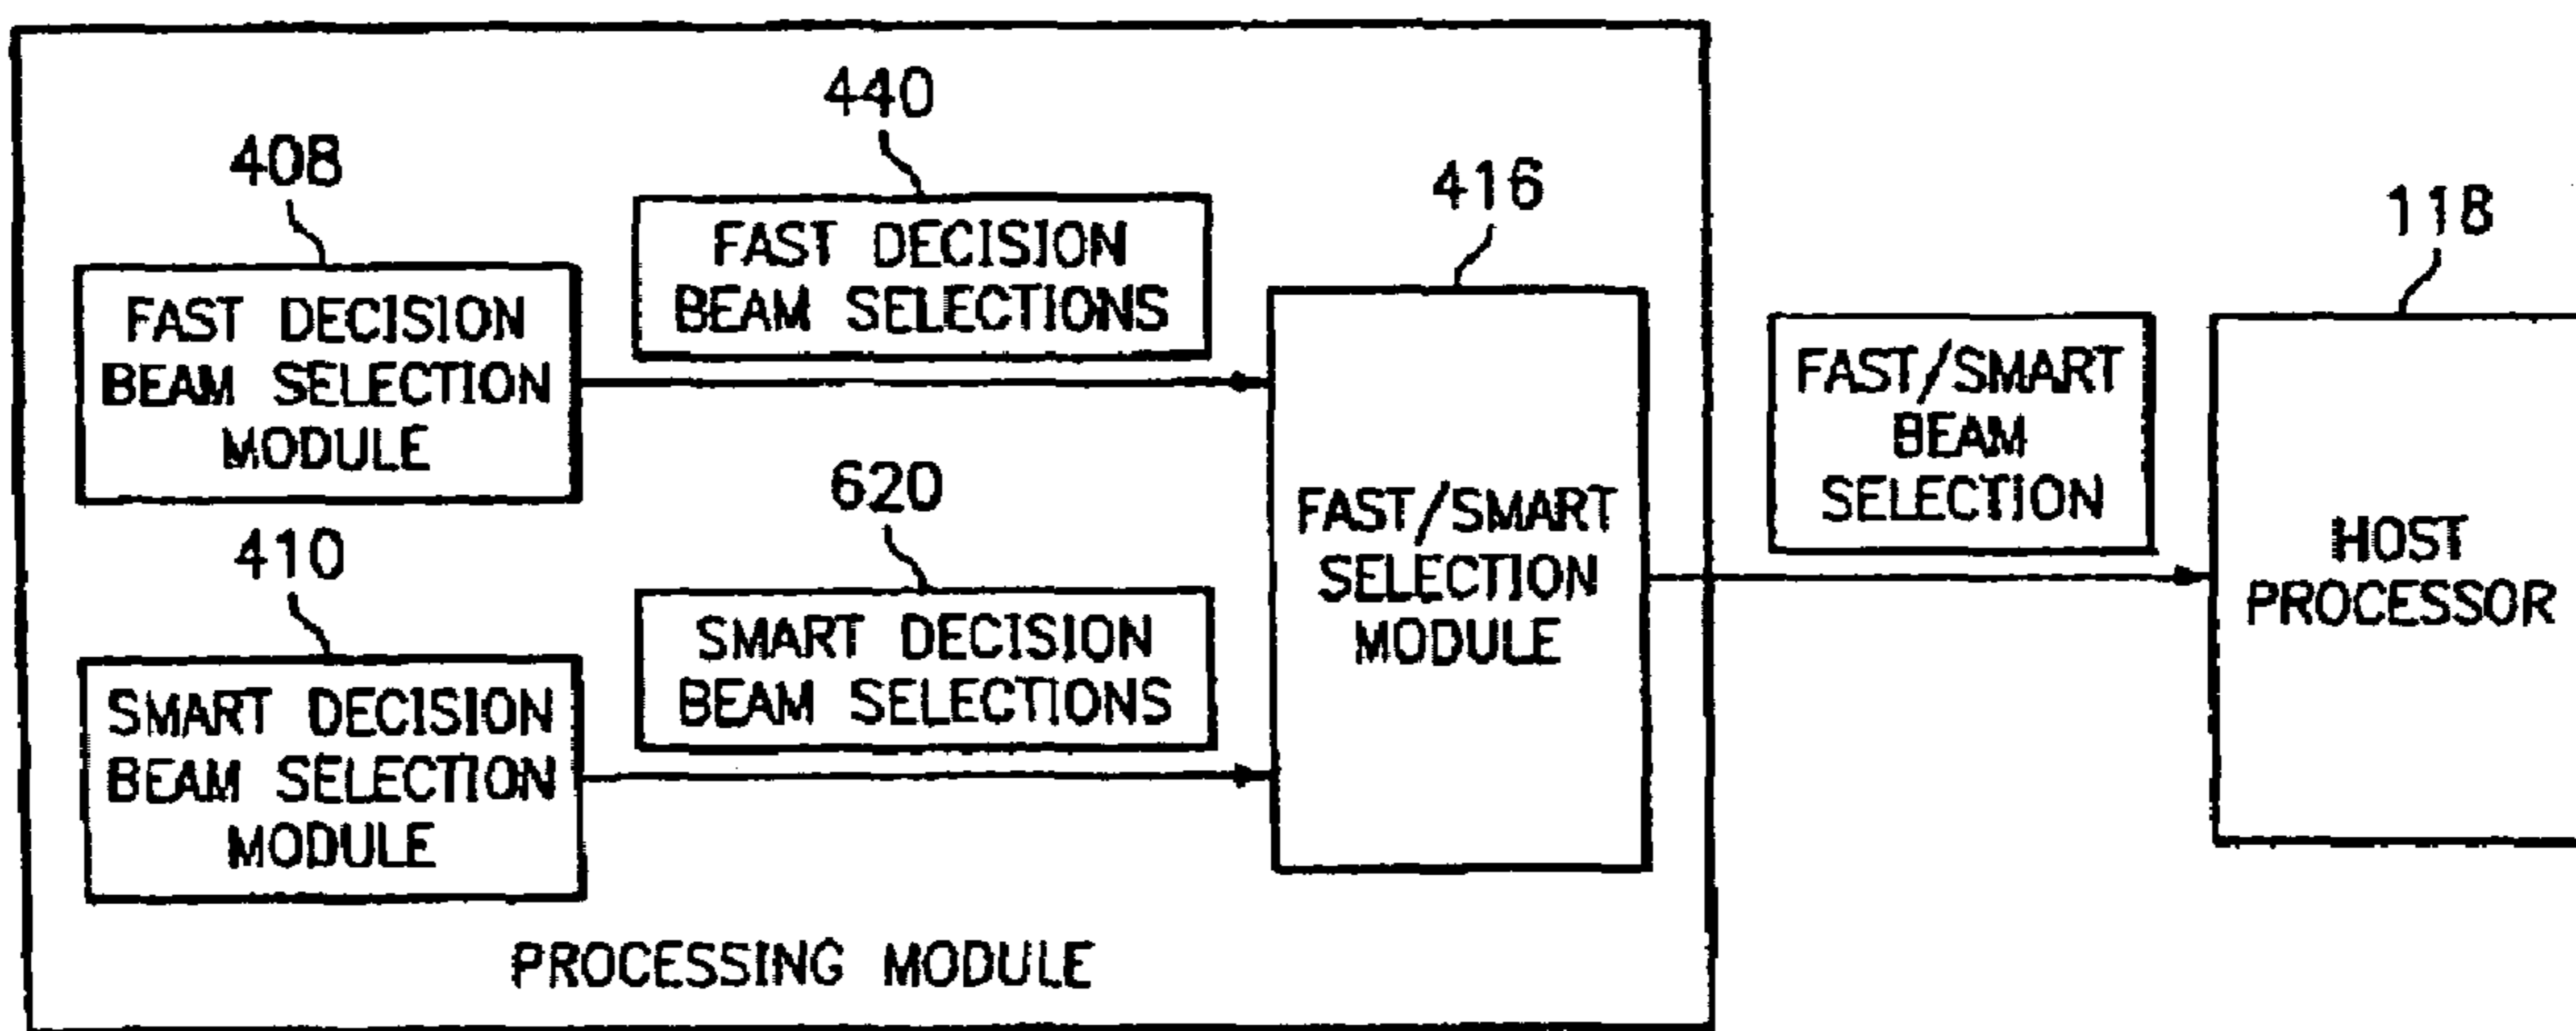 440
408
FAST DECISION
BEAM SELECTIONS
416
118
FAST DECISION
BEAM SELECTION
MODULE
FAST/SMART
BEAM
SELECTION
620
410
SMART DECISION
BEAM SELECTIONS
FAST/SMART
SELECTION
MODULE
HOST
PROCESSOR
SMART DECISION
BEAM SELECTION
MODULE
PROCESSING MODULE